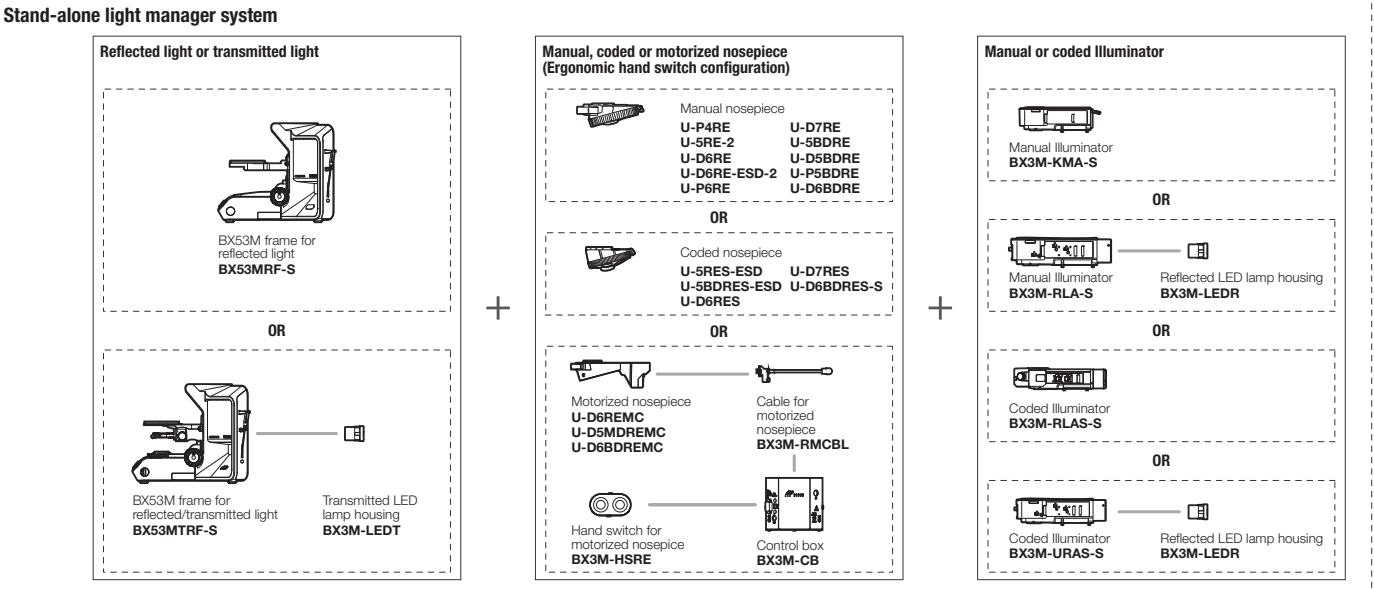 Stand-alone light manager system
Reflected light or transmitted light
BX53M frame for
reflected light
BX53MRF-S
OR
BX53M frame for
reflected/transmitted light
BX53MTRF-S
Transmitted LED
lamp housing
BX3M-LEDT
+
Manual, coded or motorized nosepiece
(Ergonomic hand switch configuration)
Manual nosepiece
U-P4RE U-D7RE
U-5RE-2 U-5BDRE
U-D6RE U-D5BDRE
U-D6RE-ESD-2 U-P5BDRE
U-P6RE U-D6BDRE
OR
Coded nosepiece
U-5RES-ESD U-D7RES
U-5BDRES-ESD U-D6BDRES-S
U-D6RES
OR
Motorized nosepiece
U-D6REMC
U-D5MDREMC
U-D6BDREMC
Cable for
motorized
nosepiece
BX3M-RMCBL
Hand switch for
motorized nosepice
BX3M-HSRE
Control box
BX3M-CB
+
Manual or coded Illuminator
Manual Illuminator
BX3M-KMA-S
OR
Manual Illuminator
BX3M-RLA-S
Reflected LED lamp housing
BX3M-LEDR
OR
Coded Illuminator
BX3M-RLAS-S
OR
Coded Illuminator
BX3M-URAS-S
Reflected LED lamp housing
BX3M-LEDR